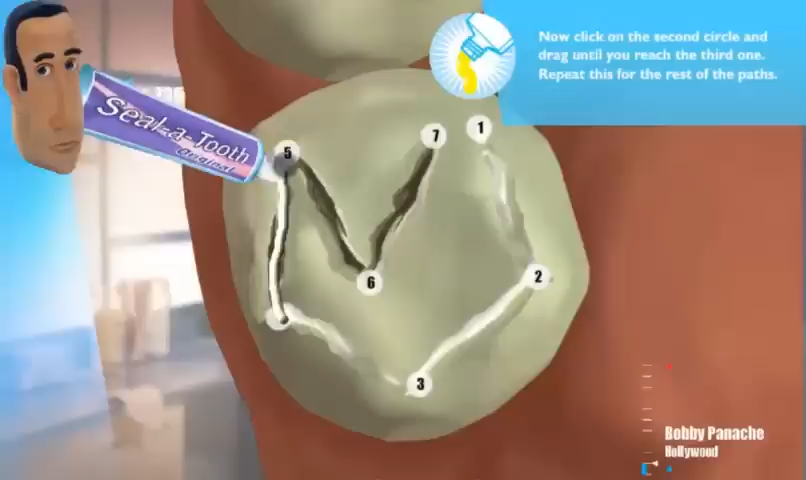 Now click on the second circle and
drag until you reach the third one.
Repeat this for the rest of the paths.
Seal-a-Tooth
Original
5
7
1
2
6
3
Bobby Panache
Hollywood